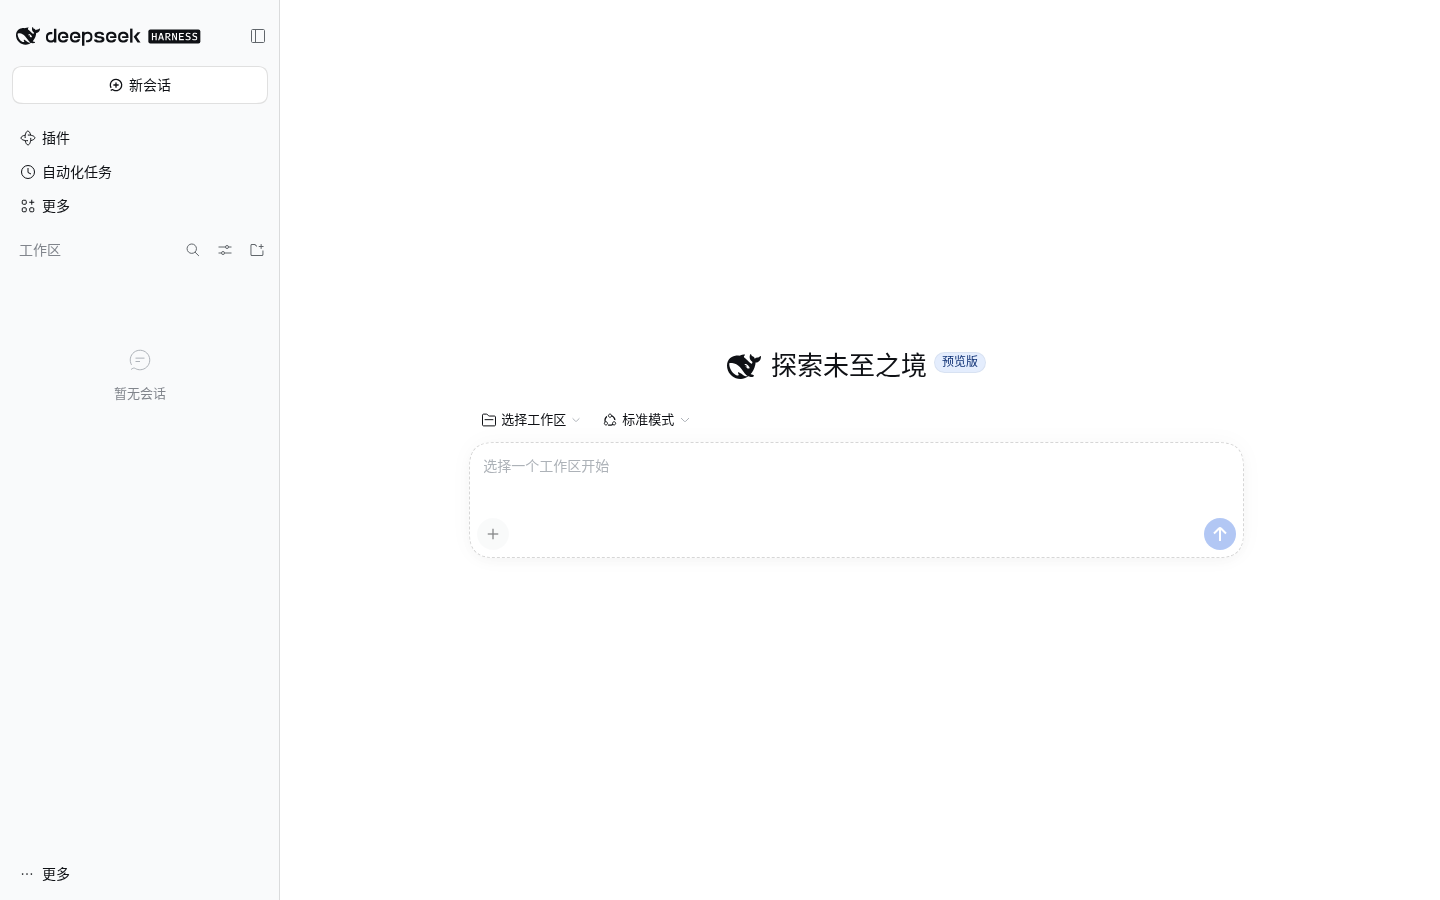 deepseek HARNESS
新会话
插件
自动化任务
更多
工作区
暂无会话
更多
探索未至之境 预览版
选择工作区 标准模式
选择一个工作区开始